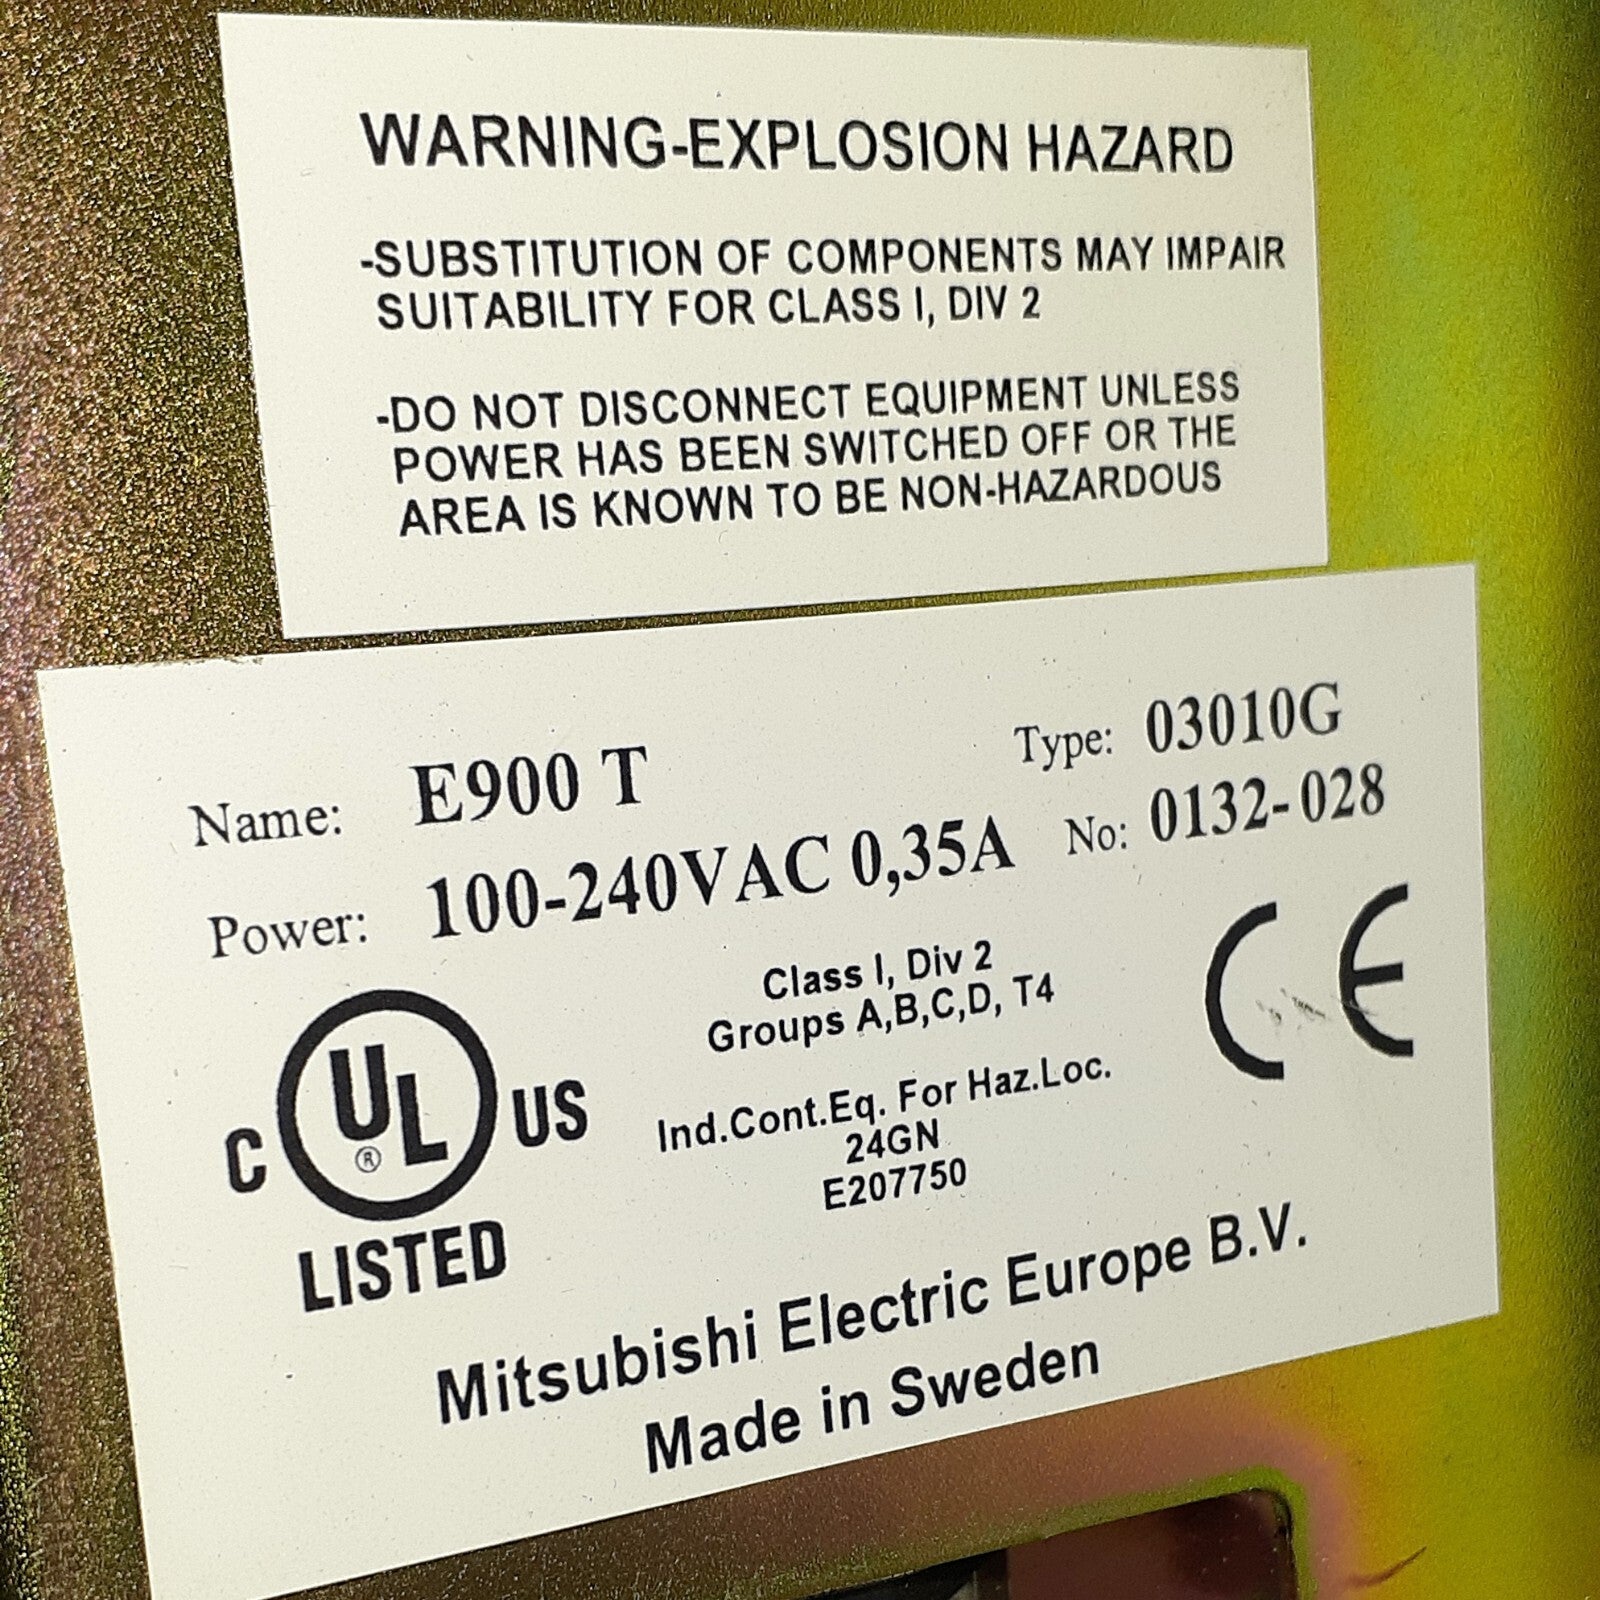 WARNING-EXPLOSION HAZARD
-SUBSTITUTION OF COMPONENTS MAY IMPAIR
SUITABILITY FOR CLASS I, DIV 2
-DO NOT DISCONNECT EQUIPMENT UNLESS
POWER HAS BEEN SWITCHED OFF OR THE
AREA IS KNOWN TO BE NON-HAZARDOUS
Name: E900 T
Type: 03010G
Power: 100-240VAC 0,35A
No: 0132-028
Class I, Div 2
Groups A,B,C,D, T4
Ind.Cont.Eq. For Haz.Loc.
24GN
E207750
C UL ® US
LISTED
CE
Mitsubishi Electric Europe B.V.
Made in Sweden